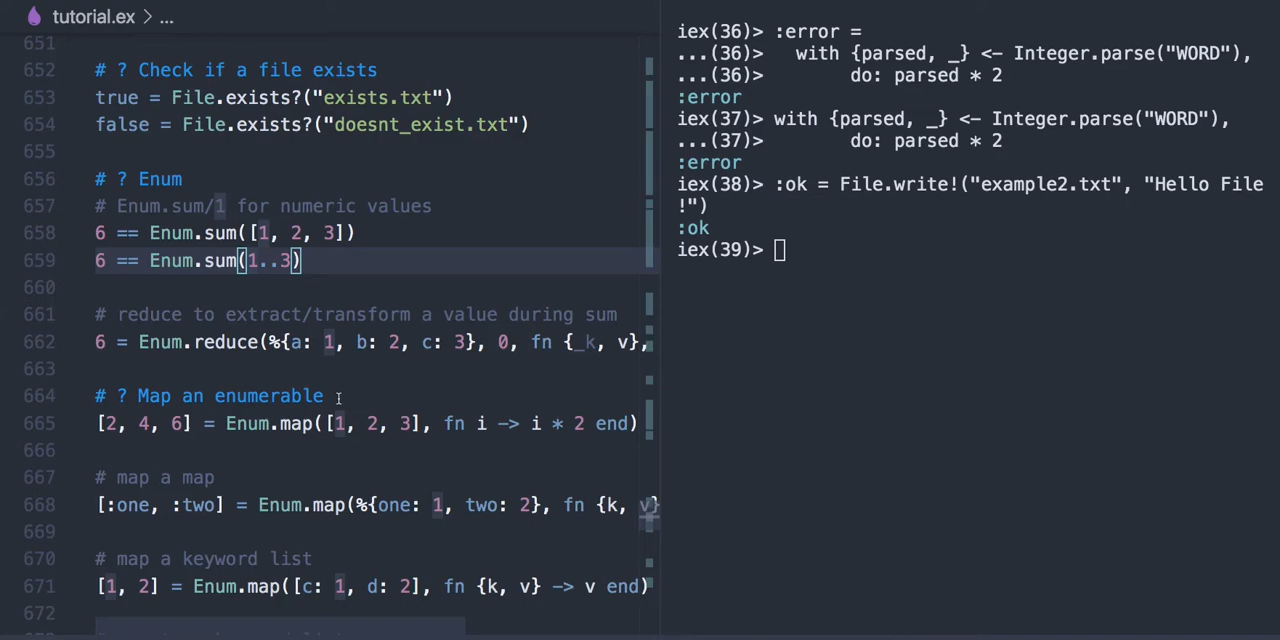 tutorial.ex > ...
651
652 # ? Check if a file exists
653 true = File.exists?("exists.txt")
654 false = File.exists?("doesnt_exist.txt")
655
656 # ? Enum
657 # Enum.sum/1 for numeric values
658 6 == Enum.sum([1, 2, 3])
659 6 == Enum.sum(1..3)
660
661 # reduce to extract/transform a value during sum
662 6 = Enum.reduce(%{a: 1, b: 2, c: 3}, 0, fn {_k, v},
663
664 # ? Map an enumerable
665 [2, 4, 6] = Enum.map([1, 2, 3], fn i -> i * 2 end)
666
667 # map a map
668 [:one, :two] = Enum.map(%{one: 1, two: 2}, fn {k, v}
669
670 # map a keyword list
671 [1, 2] = Enum.map([c: 1, d: 2], fn {k, v} -> v end)
672
iex(36)> :error =
...(36)>   with {parsed, _} <- Integer.parse("WORD"),
...(36)>        do: parsed * 2
:error
iex(37)> with {parsed, _} <- Integer.parse("WORD"),
...(37)>        do: parsed * 2
:error
iex(38)> :ok = File.write!("example2.txt", "Hello File
!")
:ok
iex(39)>